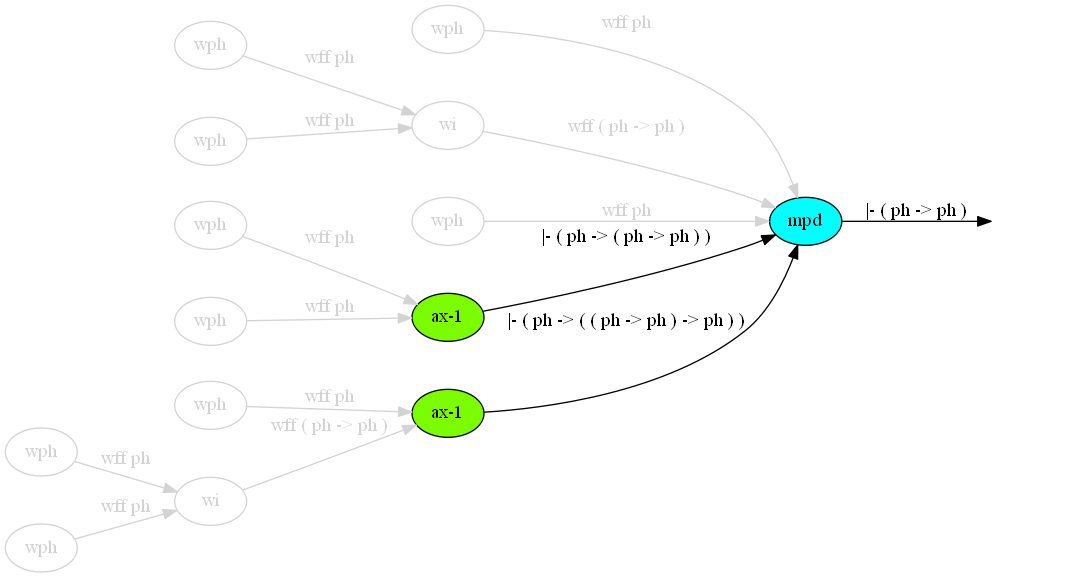 wph
wff ph
wph
wff ph
wph
wff ph
wi
wff ( ph -> ph )
wph
wph
wph
wff ph
mpd
|- ( ph -> ph )
wff ph
|- ( ph -> ( ph -> ph ) )
wff ph
ax-1
wph
|- ( ph -> ( ( ph -> ph ) -> ph ) )
wph
wff ph
ax-1
wff ( ph -> ph )
wph
wff ph
wi
wff ph
wph